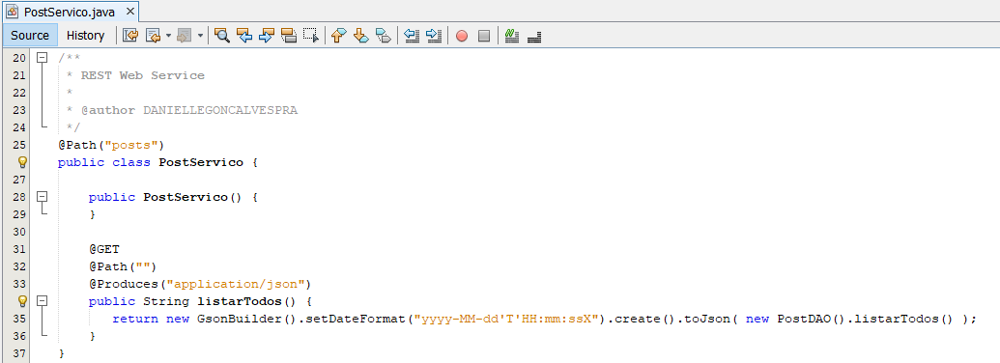 PostServico.java
Source History
20 /**
21 * REST Web Service
22 *
23 * @author DANIELLEGONCALVESPRA
24 */
25 @Path("posts")
public class PostServico {
27
28 public PostServico() {
29 }
30
31 @GET
32 @Path("")
33 @Produces("application/json")
public String listarTodos() {
35 return new GsonBuilder().setDateFormat("yyyy-MM-dd'T'HH:mm:ssX").create().toJson( new PostDAO().listarTodos() );
36 }
37 }